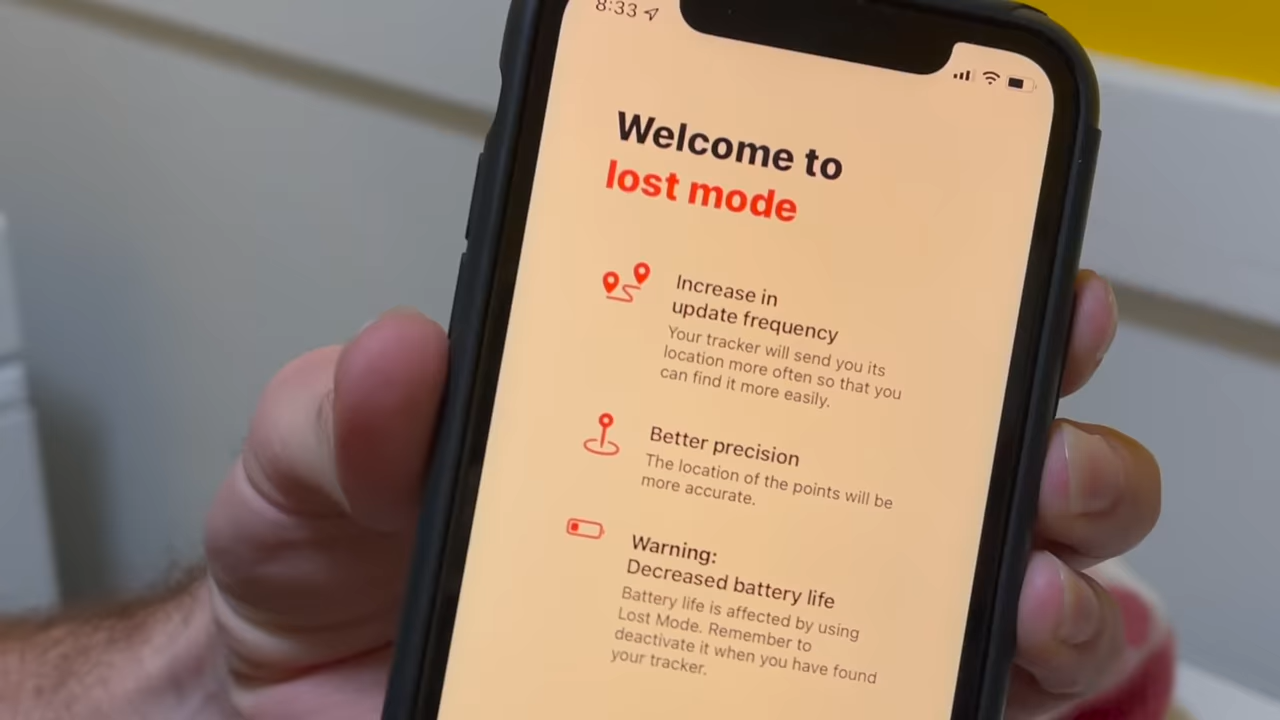 8:33
Welcome to
lost mode
Increase in
update frequency
Your tracker will send you its
location more often so that you
can find it more easily.
Better precision
The location of the points will be
more accurate.
Warning:
Decreased battery life
Battery life is affected by using
Lost Mode. Remember to
deactivate it when you have found
your tracker.